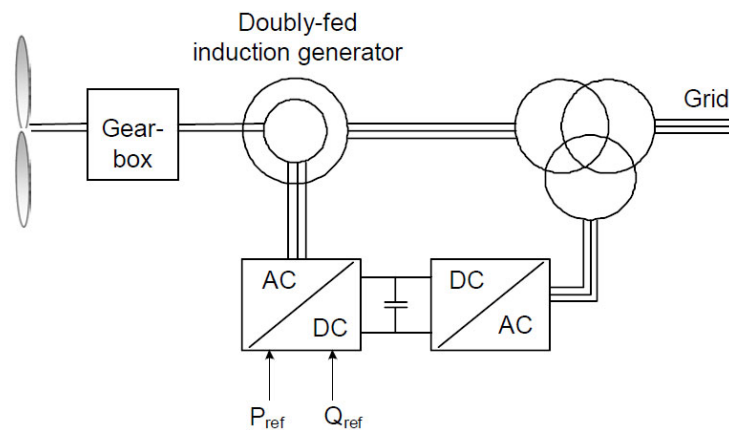 Doubly-fed
induction generator
Grid
Gear-
box
AC
DC
DC
AC
Pref
Qref